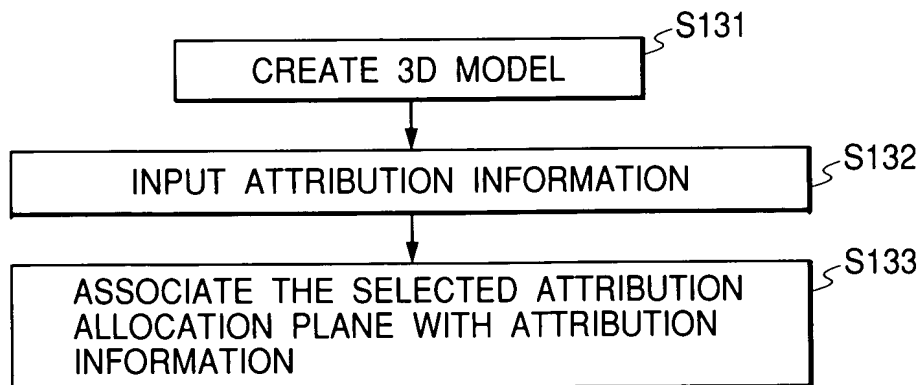 S131
CREATE 3D MODEL
S132
INPUT ATTRIBUTION INFORMATION
S133
ASSOCIATE THE SELECTED ATTRIBUTION
ALLOCATION PLANE WITH ATTRIBUTION
INFORMATION